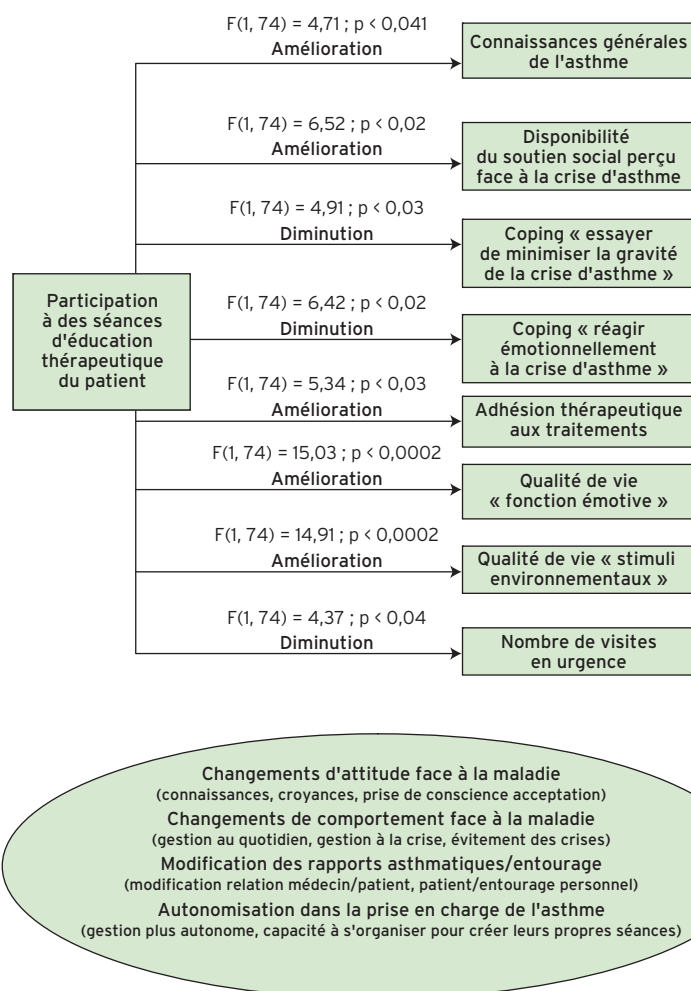 F(1, 74) = 4,71 ; p < 0,041
Amélioration
Connaissances générales
de l'asthme
F(1, 74) = 6,52 ; p < 0,02
Amélioration
Disponibilité
du soutien social perçu
face à la crise d'asthme
F(1, 74) = 4,91 ; p < 0,03
Diminution
Coping « essayer
de minimiser la gravité
de la crise d'asthme »
Participation
à des séances
d'éducation
thérapeutique
du patient
F(1, 74) = 6,42 ; p < 0,02
Diminution
Coping « réagir
émotionnellement
à la crise d'asthme »
F(1, 74) = 5,34 ; p < 0,03
Amélioration
Adhésion thérapeutique
aux traitements
F(1, 74) = 15,03 ; p < 0,0002
Amélioration
Qualité de vie
« fonction émotive »
F(1, 74) = 14,91 ; p < 0,0002
Amélioration
Qualité de vie « stimuli
environnementaux »
F(1, 74) = 4,37 ; p < 0,04
Diminution
Nombre de visites
en urgence
Changements d'attitude face à la maladie
(connaissances, croyances, prise de conscience acceptation)
Changements de comportement face à la maladie
(gestion au quotidien, gestion à la crise, évitement des crises)
Modification des rapports asthmatiques/entourage
(modification relation médecin/patient, patient/entourage personnel)
Autonomisation dans la prise en charge de l'asthme
(gestion plus autonome, capacité à s'organiser pour créer leurs propres séances)